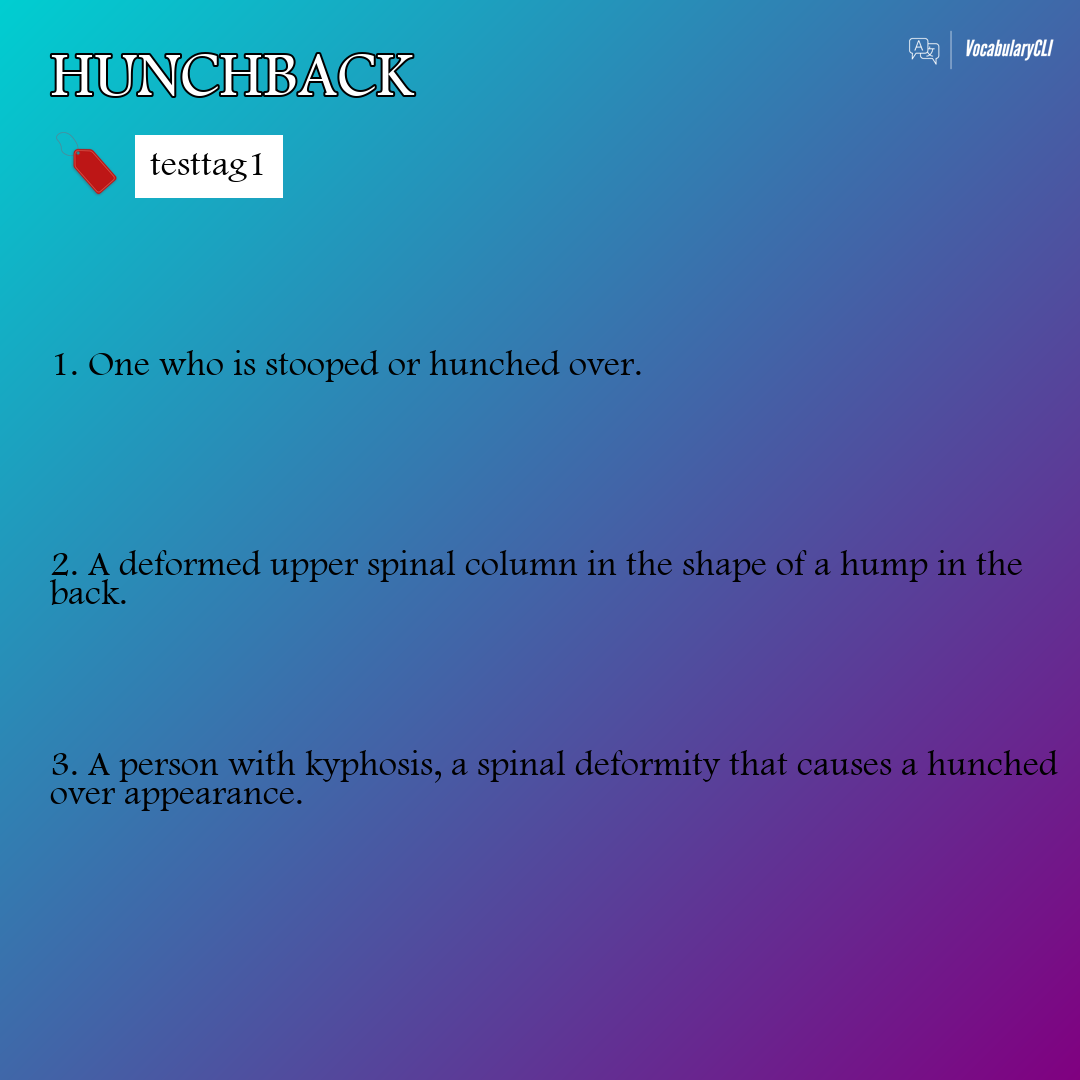 HUNCHBACK
VocabularyCLI
testtag1
1. One who is stooped or hunched over.
2. A deformed upper spinal column in the shape of a hump in the
back.
3. A person with kyphosis, a spinal deformity that causes a hunched
over appearance.